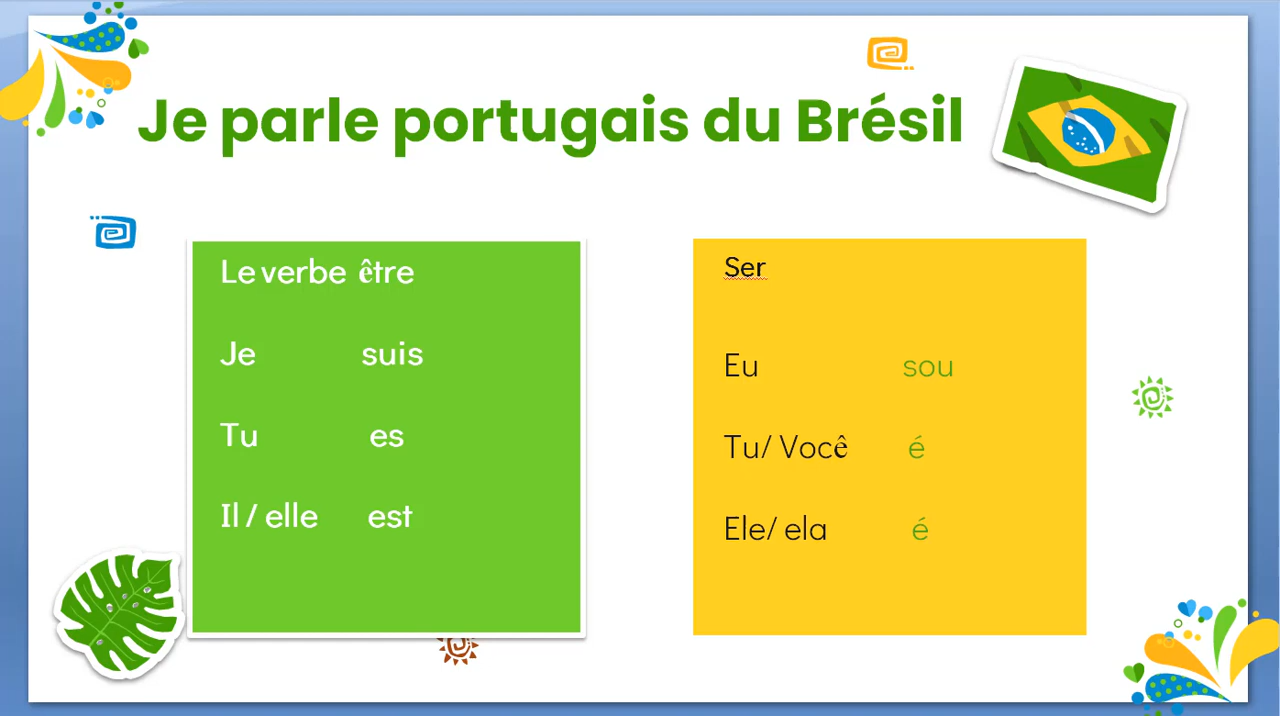 Je parle portugais du Brésil
Le verbe être
Je suis
Tu es
Il / elle est
Ser
Eu sou
Tu/ Você é
Ele/ ela é